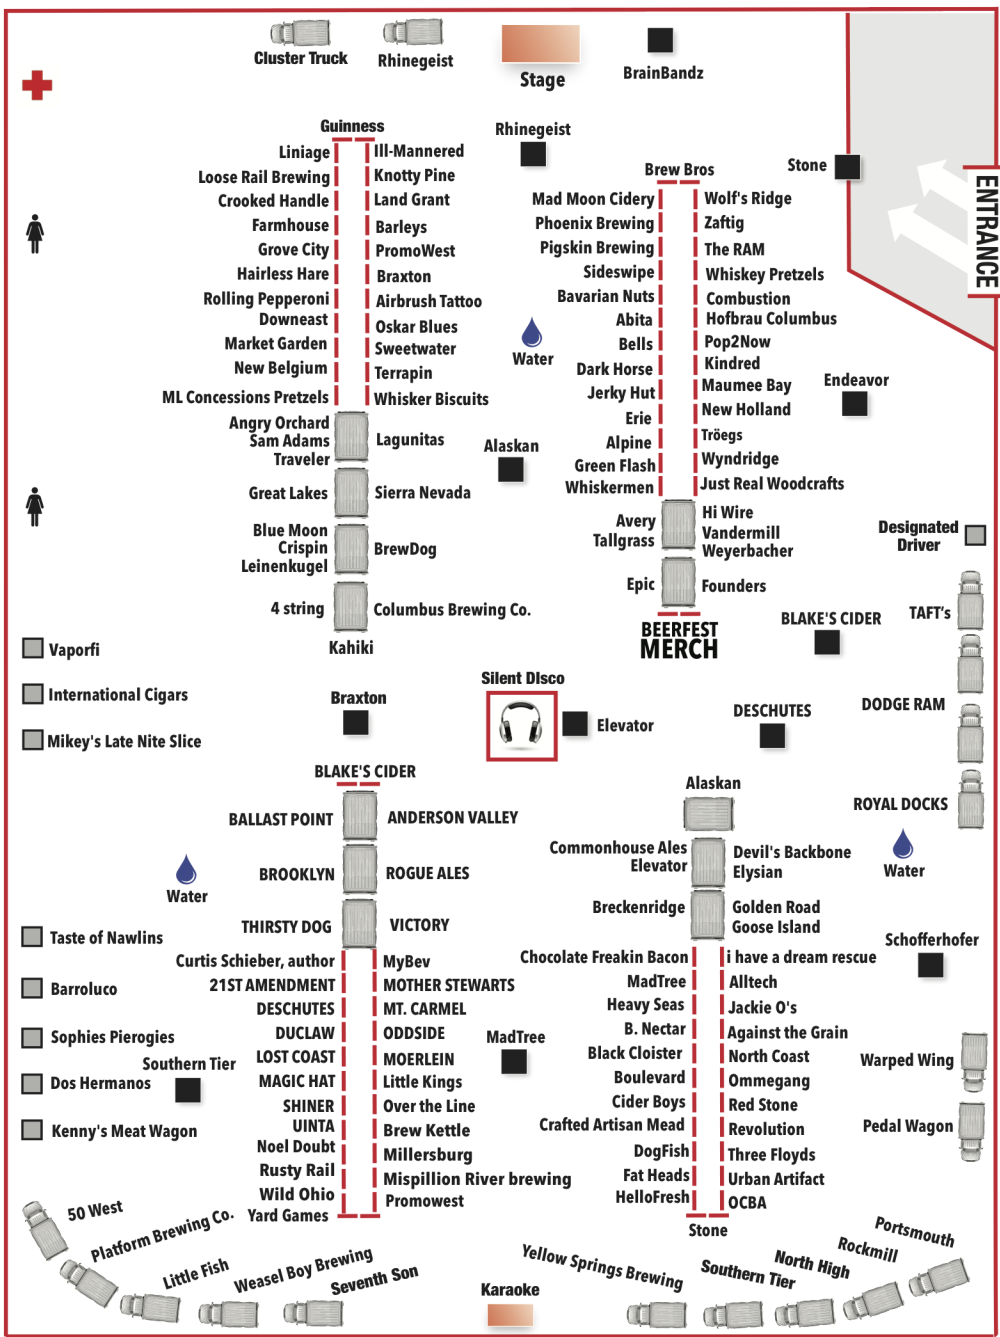 Cluster Truck
Rhinegeist
Stage
BrainBandz
ENTRANCE
Guinness
Liniage
Loose Rail Brewing
Crooked Handle
Farmhouse
Grove City
Hairless Hare
Rolling Pepperoni
Downeast
Market Garden
New Belgium
ML Concessions Pretzels
Angry Orchard
Sam Adams
Traveler
Great Lakes
Blue Moon
Crispin
Leinenkugel
4 string
Ill-Mannered
Knotty Pine
Land Grant
Barleys
PromoWest
Braxton
Airbrush Tattoo
Oskar Blues
Sweetwater
Terrapin
Whisker Biscuits
Lagunitas
Sierra Nevada
BrewDog
Columbus Brewing Co.
Kahiki
Rhinegeist
Water
Alaskan
Stone
Brew Bros
Mad Moon Cidery
Phoenix Brewing
Pigskin Brewing
Sideswipe
Bavarian Nuts
Abita
Bells
Dark Horse
Jerky Hut
Erie
Alpine
Green Flash
Whiskermen
Avery
Tallgrass
Epic
Wolf's Ridge
Zaftig
The RAM
Whiskey Pretzels
Combustion
Hofbrau Columbus
Pop2Now
Kindred
Maumee Bay
New Holland
Tröegs
Wyndridge
Just Real Woodcrafts
Hi Wire
Vandermill
Weyerbacher
Founders
BEERFEST
MERCH
Endeavor
Designated
Driver
TAFT's
BLAKE'S CIDER
DODGE RAM
DESCHUTES
ROYAL DOCKS
Water
Vaporfi
International Cigars
Mikey's Late Nite Slice
Braxton
Silent DIsco
Elevator
BLAKE'S CIDER
BALLAST POINT
BROOKLYN
THIRSTY DOG
Curtis Schieber, author
21ST AMENDMENT
DESCHUTES
DUCLAW
LOST COAST
MAGIC HAT
SHINER
UINTA
Noel Doubt
Rusty Rail
Wild Ohio
Yard Games
ANDERSON VALLEY
ROGUE ALES
VICTORY
MyBev
MOTHER STEWARTS
MT. CARMEL
ODDSIDE
MOERLEIN
Little Kings
Over the Line
Brew Kettle
Millersburg
Mispillion River brewing
Promowest
Water
Taste of Nawlins
Barroluco
Sophies Pierogies
Southern Tier
Dos Hermanos
Kenny's Meat Wagon
MadTree
Alaskan
Commonhouse Ales
Elevator
Breckenridge
Chocolate Freakin Bacon
MadTree
Heavy Seas
B. Nectar
Black Cloister
Boulevard
Cider Boys
Crafted Artisan Mead
DogFish
Fat Heads
HelloFresh
Devil's Backbone
Elysian
Golden Road
Goose Island
i have a dream rescue
Alltech
Jackie O's
Against the Grain
North Coast
Ommegang
Red Stone
Revolution
Three Floyds
Urban Artifact
OCBA
Stone
Schofferhofer
Warped Wing
Pedal Wagon
50 West
Platform Brewing Co.
Little Fish
Weasel Boy Brewing
Seventh Son
Karaoke
Yellow Springs Brewing
Southern Tier
North High
Rockmill
Portsmouth